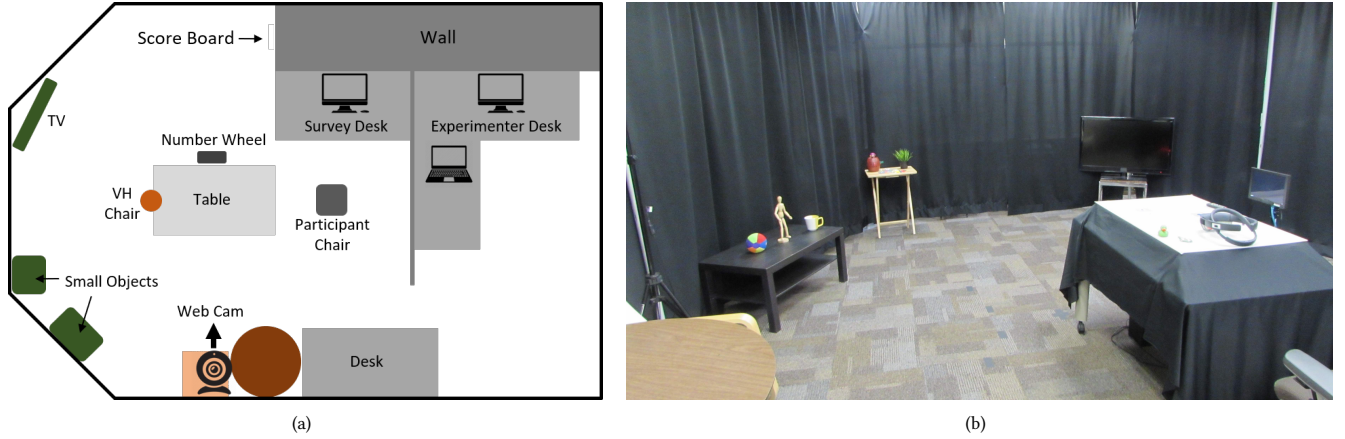 Score Board
Wall
TV
Survey Desk
Experimenter Desk
Number Wheel
VH
Chair
Table
Participant
Chair
Small Objects
Web Cam
Desk
(a)
(b)